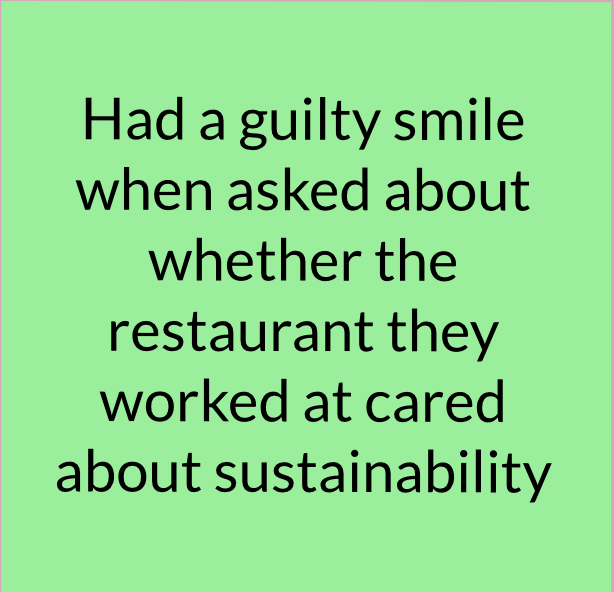 Had a guilty smile
when asked about
whether the
restaurant they
worked at cared
about sustainability